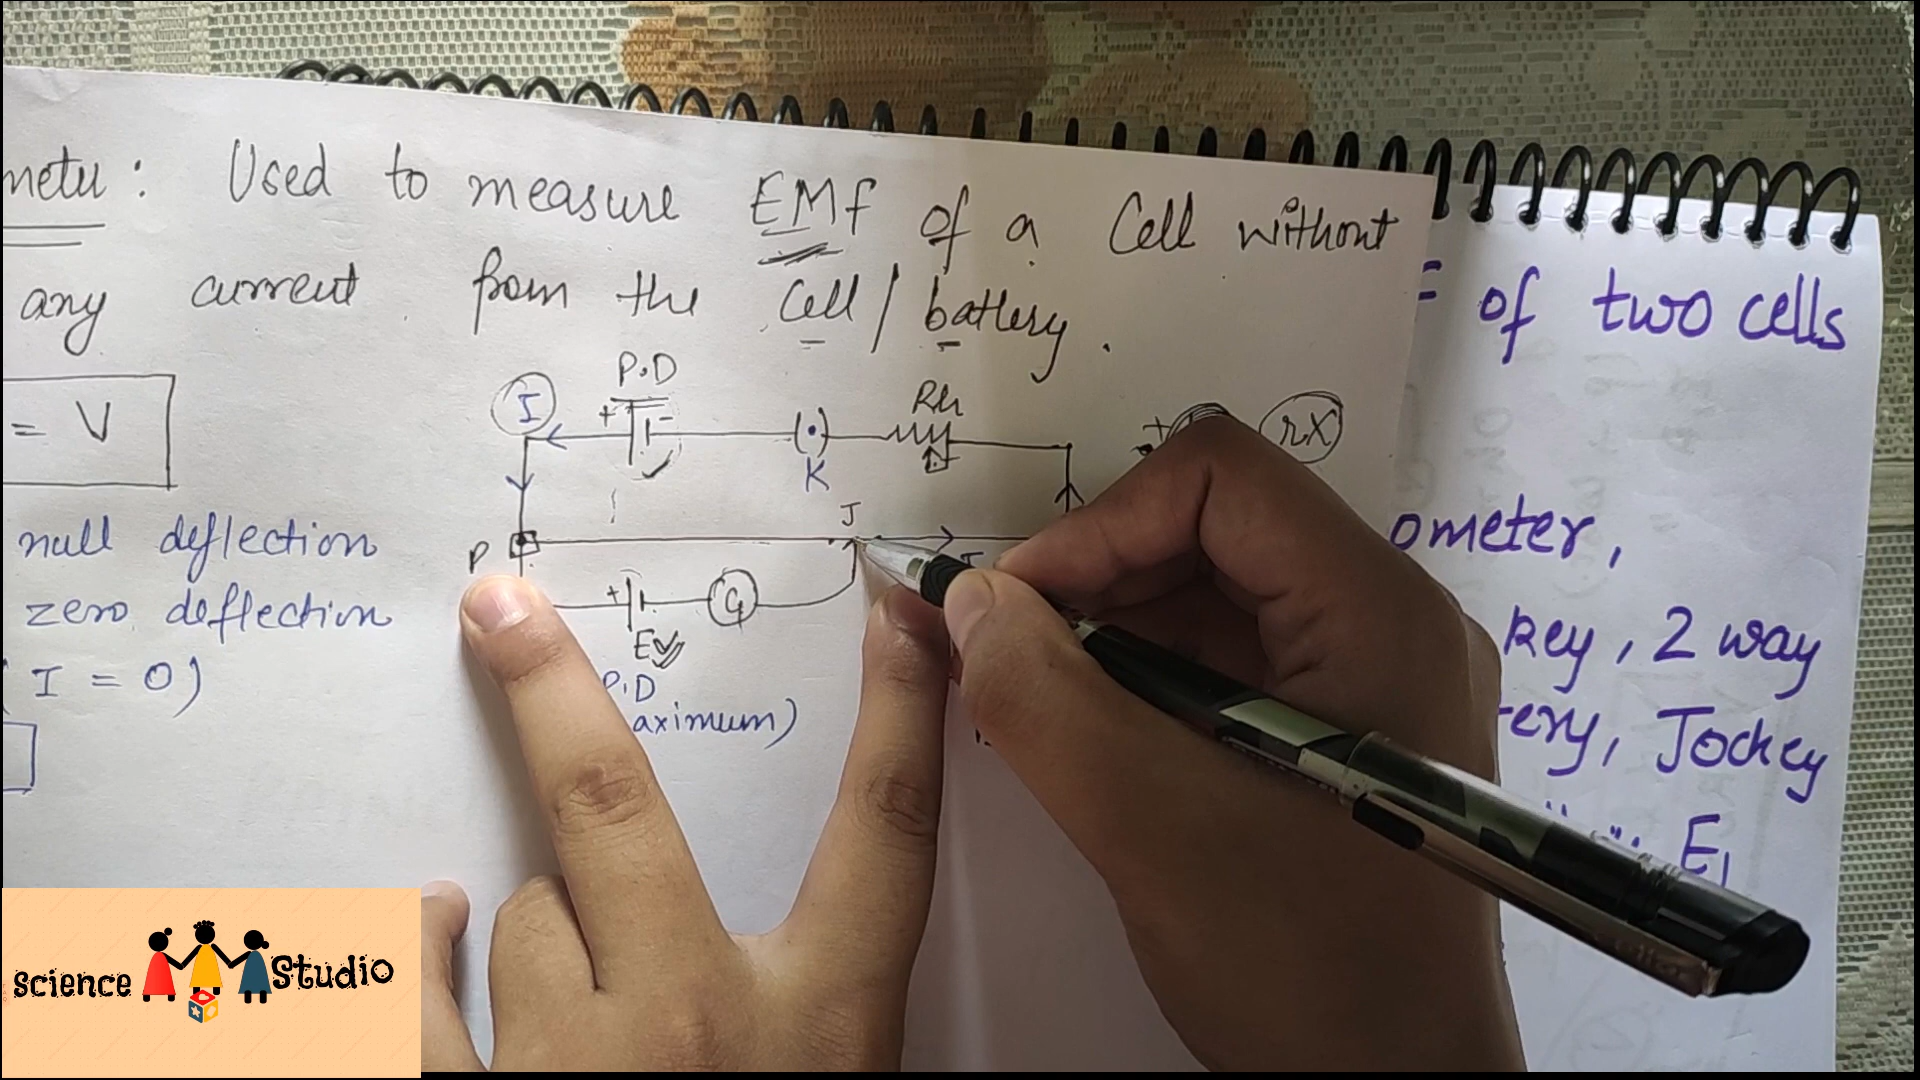 metu: Used to measure EMf of a Cell without
any current from the Cell / battery.
of two cells
= V
P.D
I
+ -
Rh
K
rX
+
J
P
null deflection
zero deflection
I = 0)
+
G
E
P.D
aximum)
I
ometer,
key, 2 way
ery, Jockey
E1
science Studio